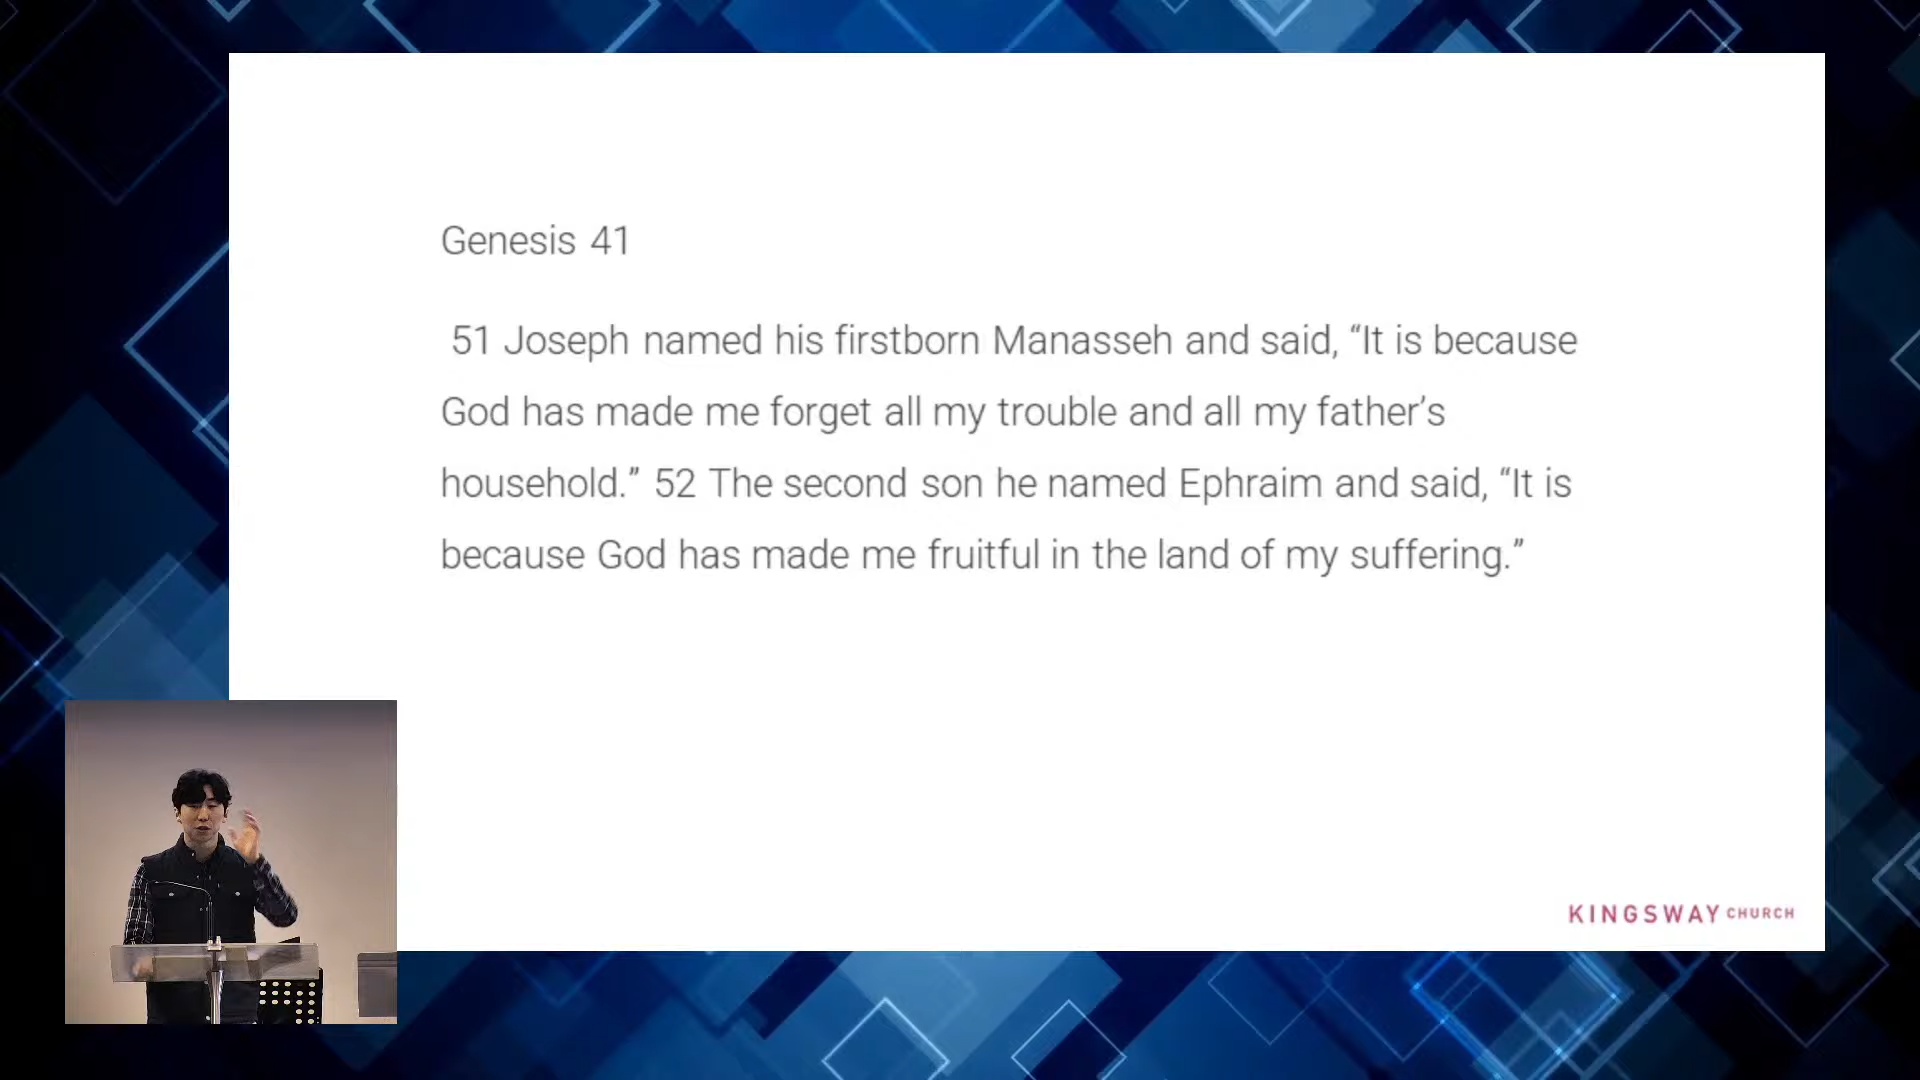 Genesis 41
51 Joseph named his firstborn Manasseh and said, “It is because
God has made me forget all my trouble and all my father’s
household.” 52 The second son he named Ephraim and said, “It is
because God has made me fruitful in the land of my suffering.”
KINGSWAY CHURCH